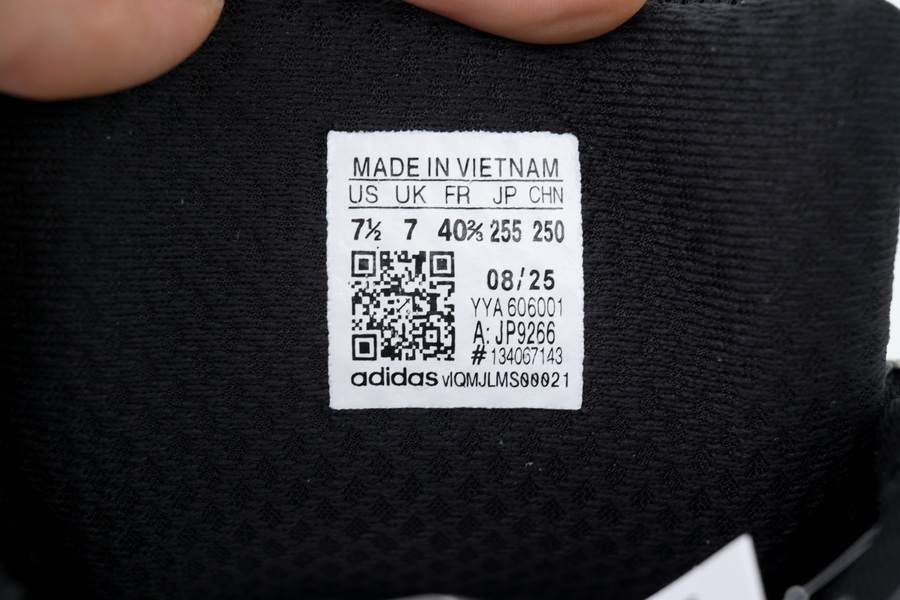 MADE IN VIETNAM
US UK FR JP CHN
7½ 7 40⅔ 255 250
08/25
YYA 606001
A: JP9266
# 134067143
adidas vIQMJLMS00021